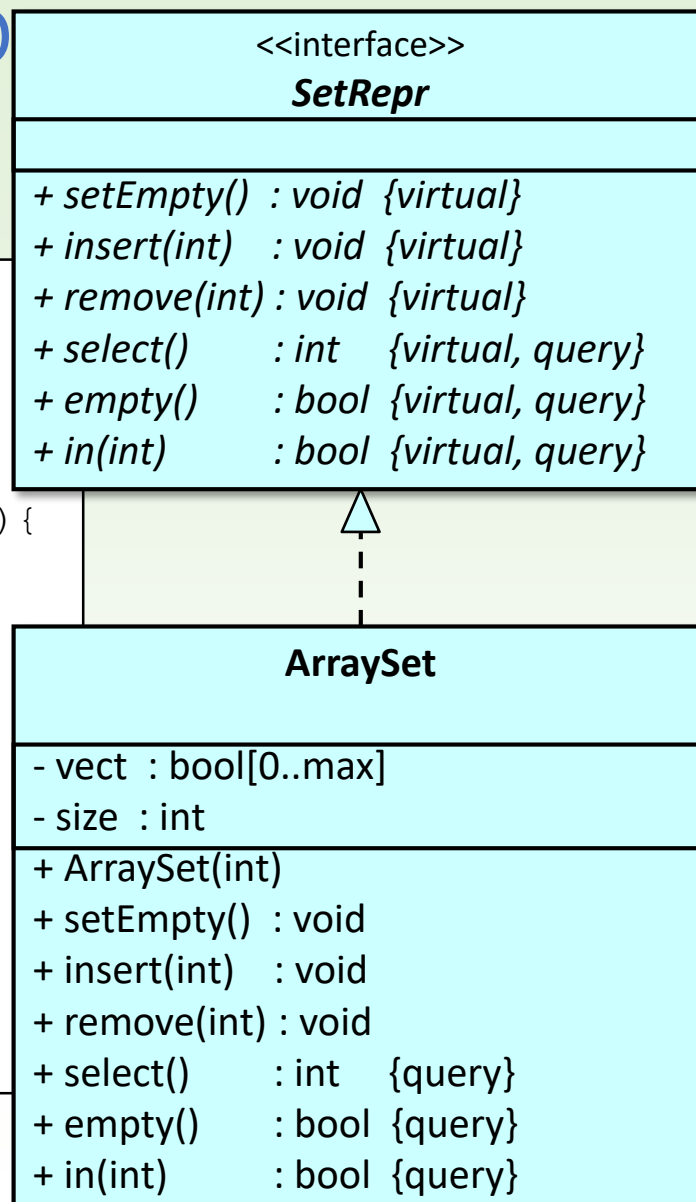 )
<<interface>>
SetRepr
+ setEmpty() : void {virtual}
+ insert(int) : void {virtual}
+ remove(int) : void {virtual}
+ select() : int {virtual, query}
+ empty() : bool {virtual, query}
+ in(int) : bool {virtual, query}
) {
ArraySet
- vect : bool[0..max]
- size : int
+ ArraySet(int)
+ setEmpty() : void
+ insert(int) : void
+ remove(int) : void
+ select() : int {query}
+ empty() : bool {query}
+ in(int) : bool {query}